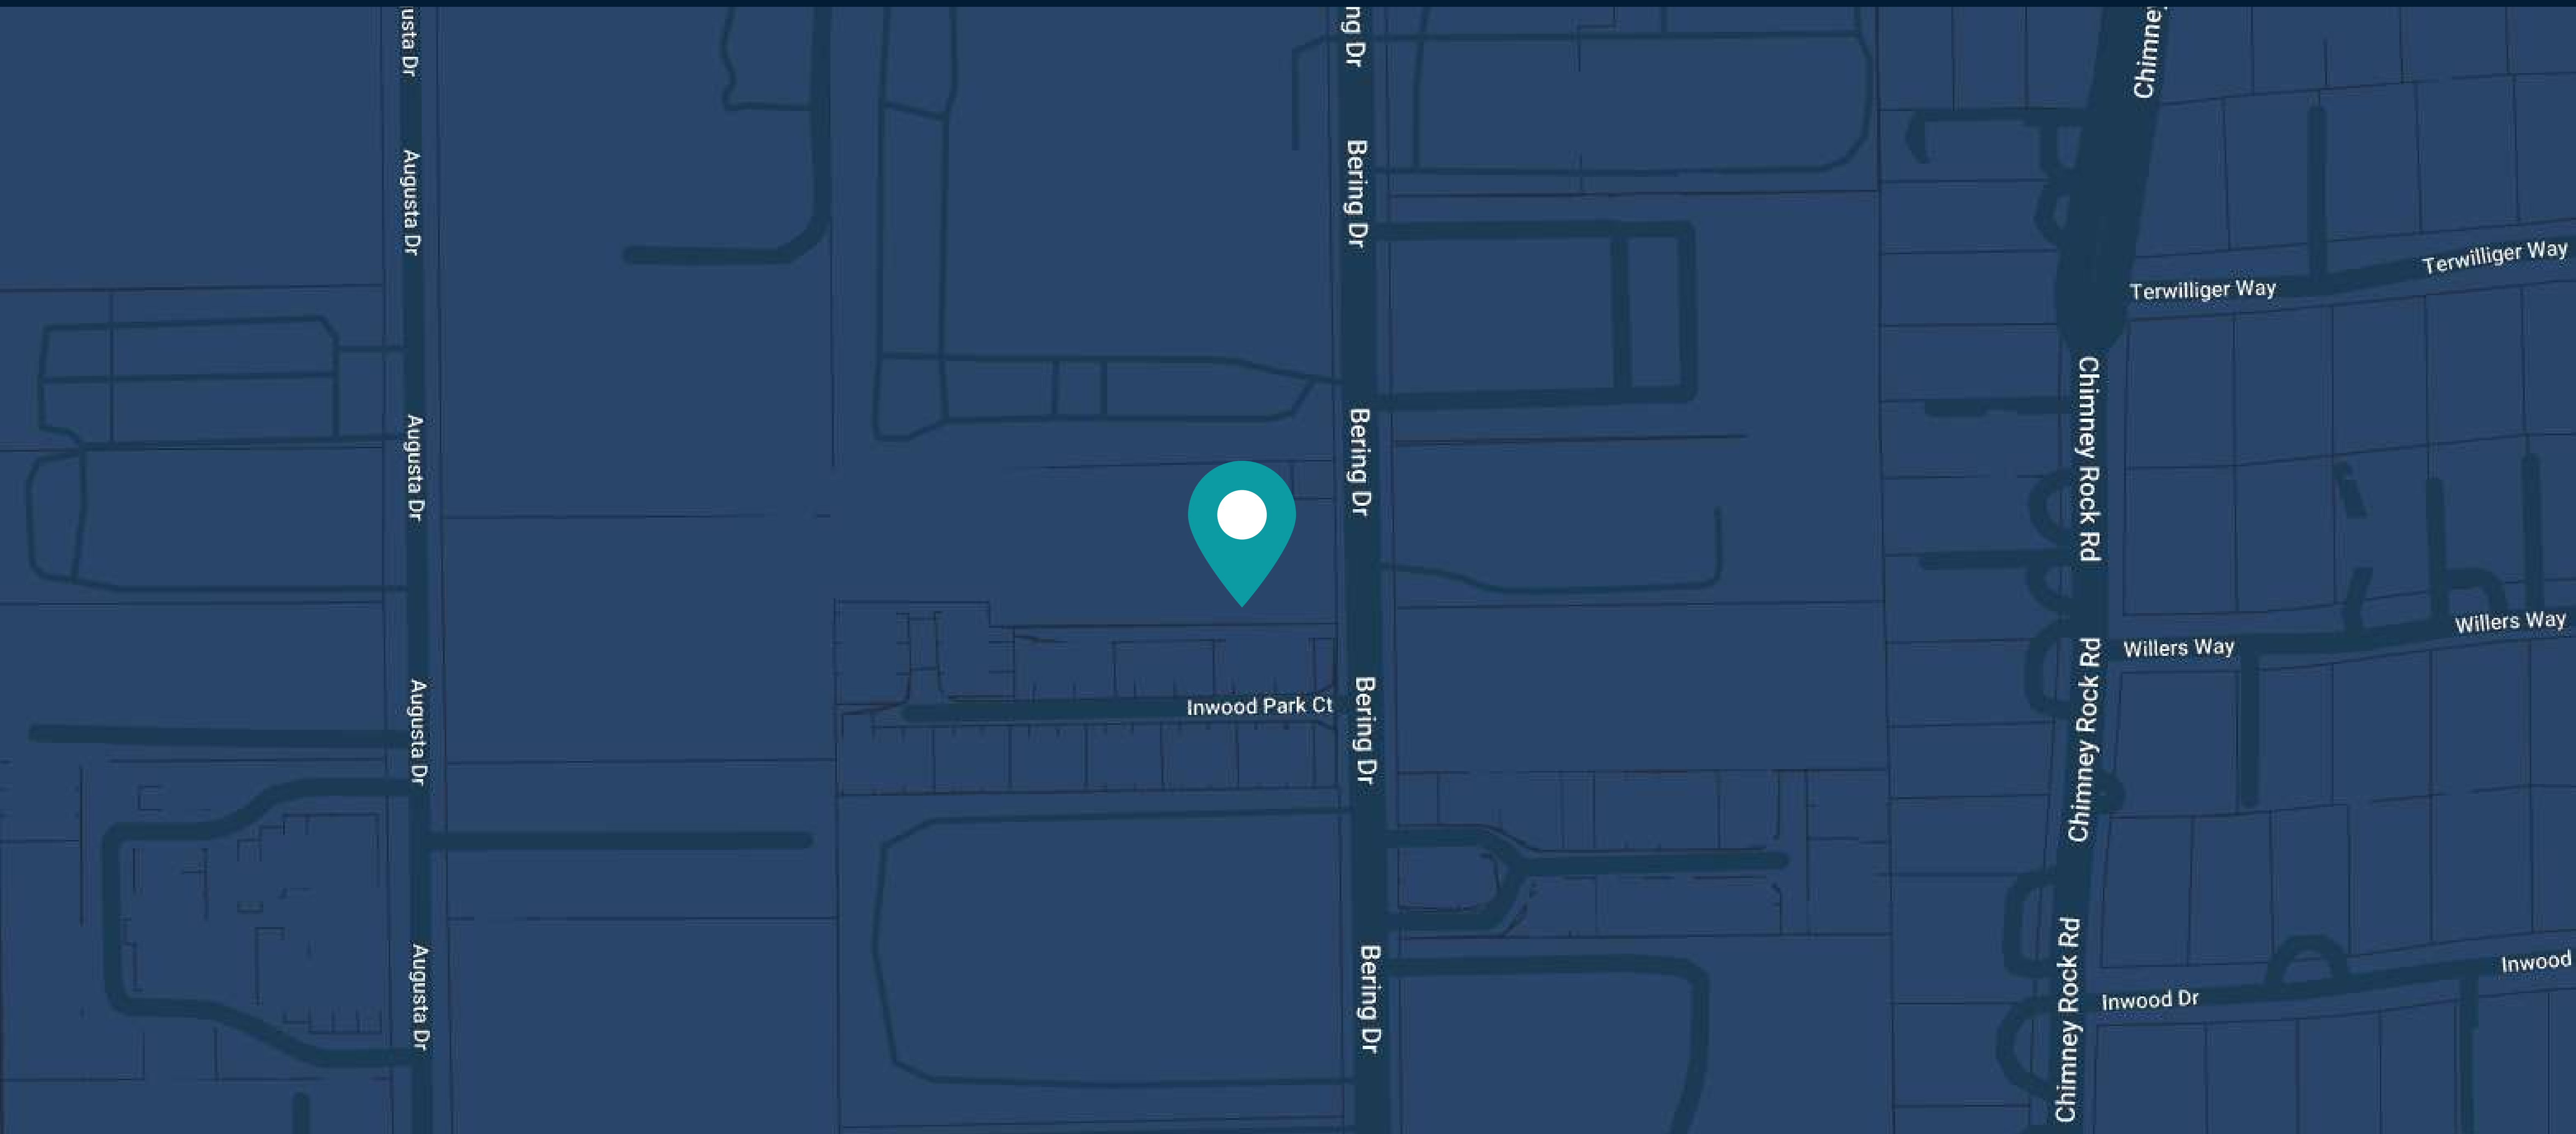 usta Dr
ng Dr
Chimney
Augusta Dr
Bering Dr
Terwilliger Way
Terwilliger Way
Chimney Rock Rd
Augusta Dr
Bering Dr
Willers Way
Willers Way
Chimney Rock Rd
Inwood Park Ct
Augusta Dr
Bering Dr
Augusta Dr
Bering Dr
Chimney Rock Rd
Inwood Dr
Inwood